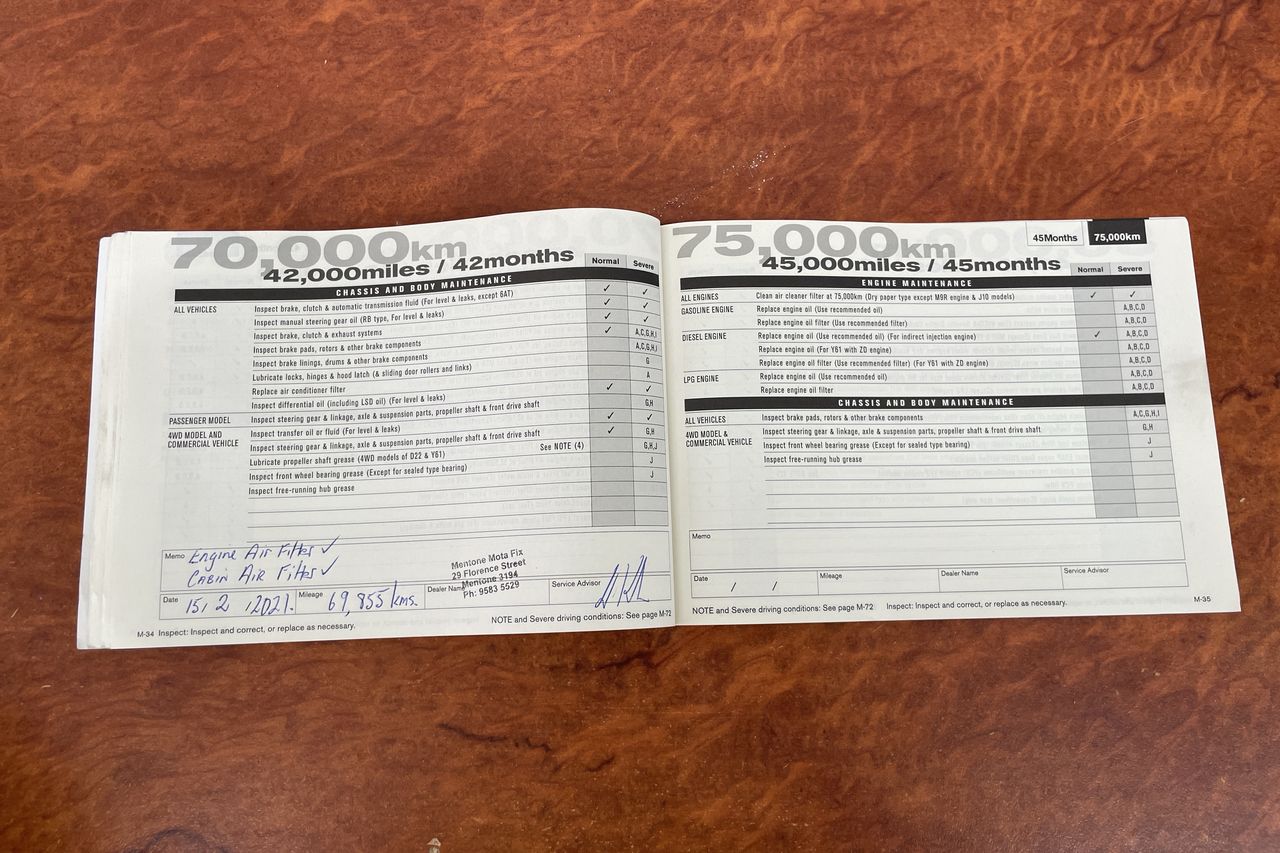 70,000km
42,000miles / 42months
Normal Severe
CHASSIS AND BODY MAINTENANCE
ALL VEHICLES Inspect brake, clutch & automatic transmission fluid (For level & leaks, except 6AT) ✓ ✓
Inspect manual steering gear oil (RB type, For level & leaks) ✓ ✓
Inspect brake, clutch & exhaust systems ✓ ✓
Inspect brake pads, rotors & other brake components ✓ A,C,G,H,I
Inspect brake linings, drums & other brake components A,C,G,H,I
Lubricate locks, hinges & hood latch (& sliding door rollers and links) G
Replace air conditioner filter A
Inspect differential oil (including LSD oil) (For level & leaks) ✓ ✓
PASSENGER MODEL Inspect steering gear & linkage, axle & suspension parts, propeller shaft & front drive shaft G,H
4WD MODEL AND COMMERCIAL VEHICLE Inspect transfer oil or fluid (For level & leaks) ✓ ✓
Inspect steering gear & linkage, axle & suspension parts, propeller shaft & front drive shaft ✓ G,H
Lubricate propeller shaft grease (4WD models of D22 & Y61) See NOTE (4) G,H,J
Inspect front wheel bearing grease (Except for sealed type bearing) J
Inspect free-running hub grease J
Memo Engine Air Filter ✓
CABIN AIR Filter ✓
Mentone Mota Fix
29 Florence Street
Mentone 3194
Ph: 9583 5529
Date 15/2/2021. Mileage 69,855 kms. Dealer Name Service Advisor
M-34 Inspect: Inspect and correct, or replace as necessary. NOTE and Severe driving conditions: See page M-72
75,000km
45,000miles / 45months
45Months 75,000km
Normal Severe
ENGINE MAINTENANCE
ALL ENGINES Clean air cleaner filter at 75,000km (Dry paper type except M9R engine & J10 models) ✓ ✓
GASOLINE ENGINE Replace engine oil (Use recommended oil) A,B,C,D
Replace engine oil filter (Use recommended filter) A,B,C,D
DIESEL ENGINE Replace engine oil (Use recommended oil) (For indirect injection engine) ✓ A,B,C,D
Replace engine oil (For Y61 with ZD engine) A,B,C,D
Replace engine oil filter (Use recommended filter) (For Y61 with ZD engine) A,B,C,D
LPG ENGINE Replace engine oil (Use recommended oil) A,B,C,D
Replace engine oil filter A,B,C,D
CHASSIS AND BODY MAINTENANCE
ALL VEHICLES Inspect brake pads, rotors & other brake components A,C,G,H,I
4WD MODEL & COMMERCIAL VEHICLE Inspect steering gear & linkage, axle & suspension parts, propeller shaft & front drive shaft G,H
Inspect front wheel bearing grease (Except for sealed type bearing) J
Inspect free-running hub grease J
Memo
Date / / Mileage Dealer Name Service Advisor
NOTE and Severe driving conditions: See page M-72 Inspect: Inspect and correct, or replace as necessary. M-35